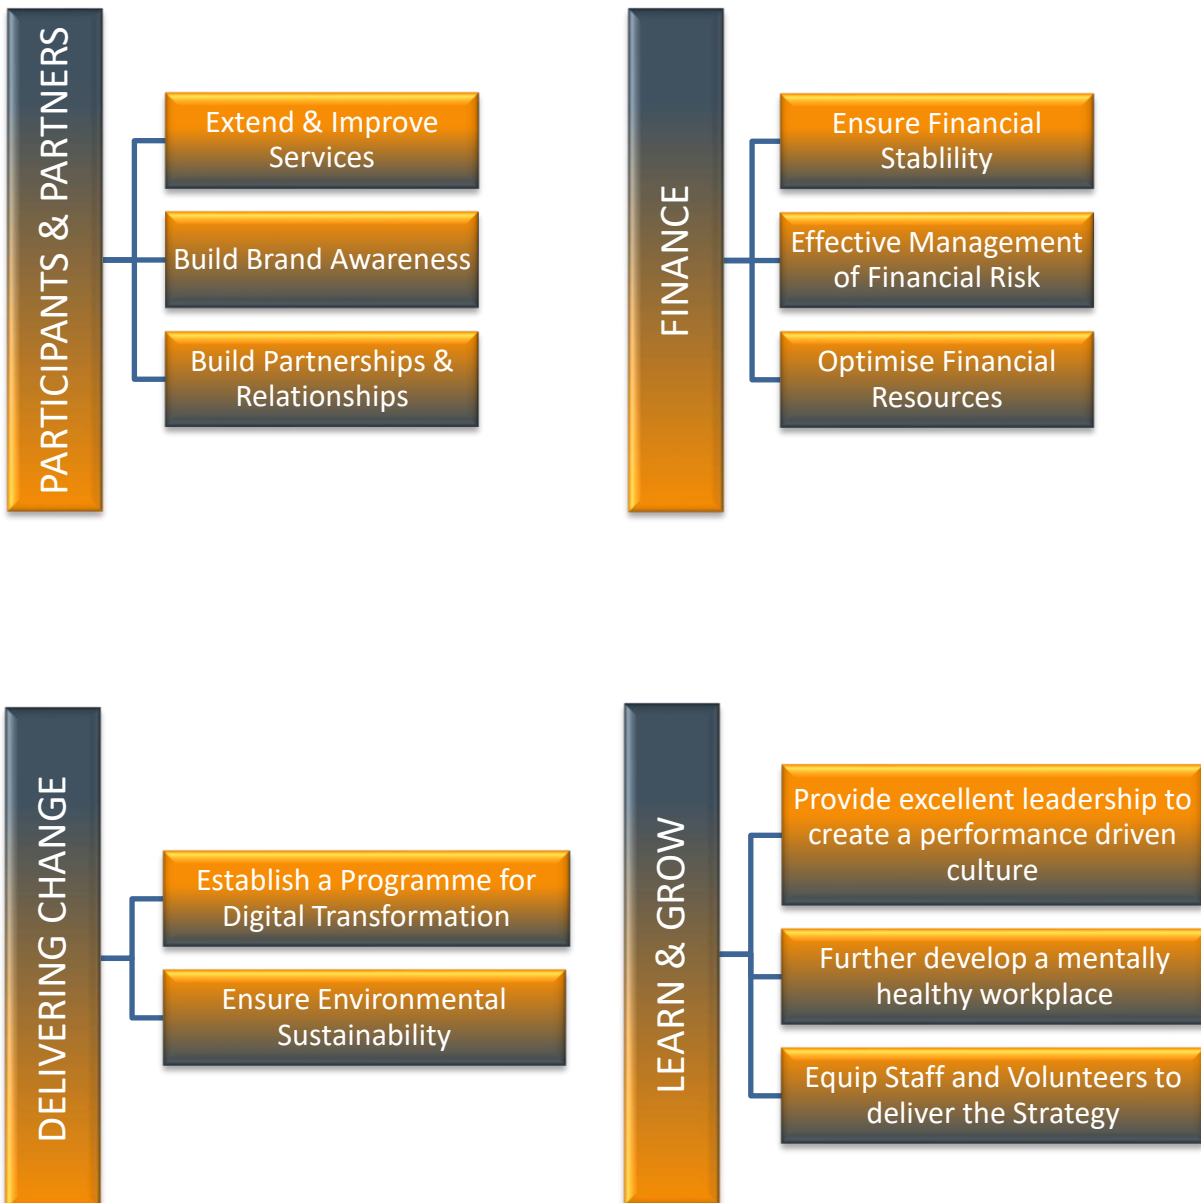 PARTICIPANTS & PARTNERS
Extend & Improve
Services
Build Brand Awareness
Build Partnerships &
Relationships
FINANCE
Ensure Financial
Stablility
Effective Management
of Financial Risk
Optimise Financial
Resources
DELIVERING CHANGE
Establish a Programme for
Digital Transformation
Ensure Environmental
Sustainability
LEARN & GROW
Provide excellent leadership to
create a performance driven
culture
Further develop a mentally
healthy workplace
Equip Staff and Volunteers to
deliver the Strategy